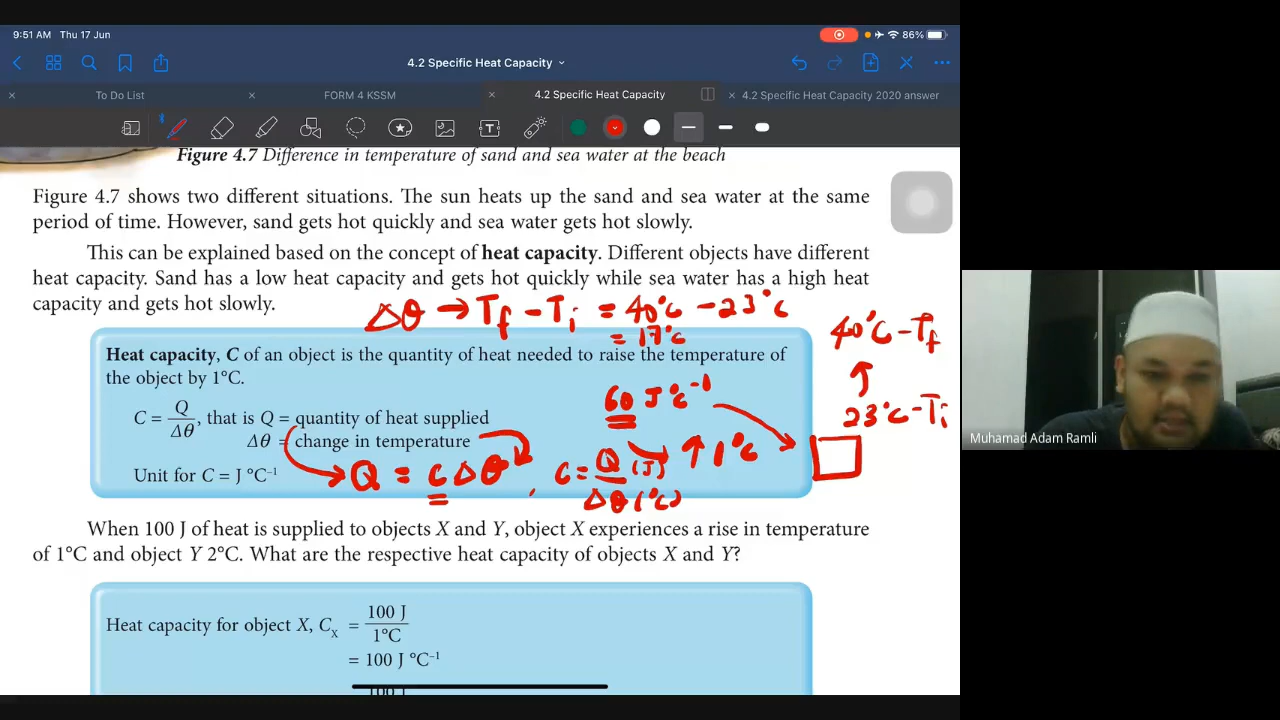 9:51 AM Thu 17 Jun
86%
4.2 Specific Heat Capacity
To Do List
FORM 4 KSSM
4.2 Specific Heat Capacity
4.2 Specific Heat Capacity 2020 answer
Figure 4.7 Difference in temperature of sand and sea water at the beach
Figure 4.7 shows two different situations. The sun heats up the sand and sea water at the same
period of time. However, sand gets hot quickly and sea water gets hot slowly.
This can be explained based on the concept of heat capacity. Different objects have different
heat capacity. Sand has a low heat capacity and gets hot quickly while sea water has a high heat
capacity and gets hot slowly.
Δθ → Tf - Ti = 40°C - 23°C
= 17°C
40°C - Tf
↑
23°C - Ti
Heat capacity, C of an object is the quantity of heat needed to raise the temperature of
the object by 1°C.
60 J°C⁻¹
C = Q/Δθ, that is Q = quantity of heat supplied
Δθ = change in temperature
Unit for C = J °C⁻¹
Q = CΔθ
C = Q (J) / Δθ (°C)
↑ 1°C
When 100 J of heat is supplied to objects X and Y, object X experiences a rise in temperature
of 1°C and object Y 2°C. What are the respective heat capacity of objects X and Y?
Heat capacity for object X, Cx = 100 J / 1°C
= 100 J °C⁻¹
100 J
Muhamad Adam Ramli